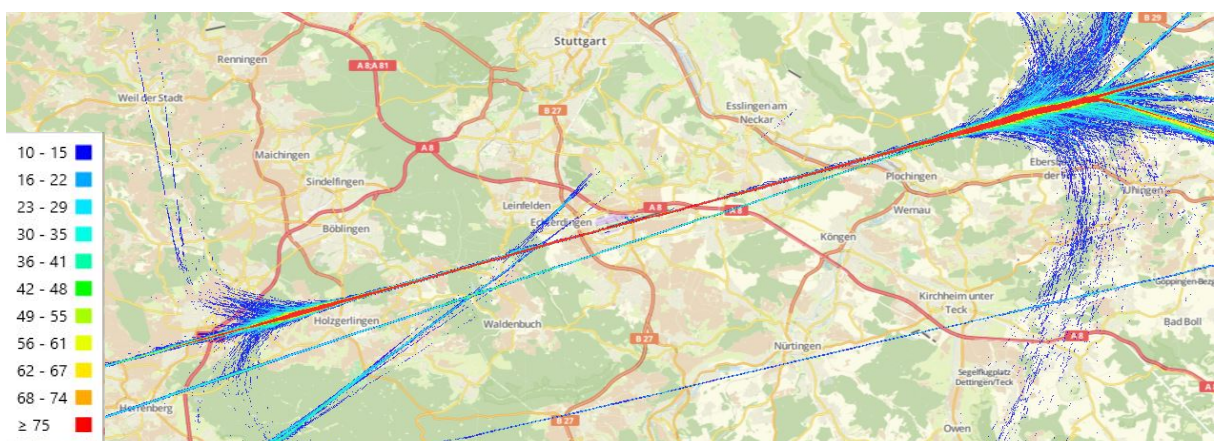 B 29
Stuttgart
Renningen
A 8;A 81
Weil der Stadt
B 27
Esslingen am
Neckar
10 - 15
16 - 22
23 - 29
30 - 35
36 - 41
42 - 48
49 - 55
56 - 61
62 - 67
68 - 74
≥ 75
Maichingen
A 8
Sindelfingen
Plochingen
Ebers
der
Uhingen
Leinfelden
Wernau
A 8
A 8
Böblingen
Köngen
Holzgerlingen
Waldenbuch
Kirchheim unter
Teck
Bad Boll
B 27
Nürtingen
A 8
Segelflugplatz
Dettingen/Teck
Herrenberg
B 27
Owen